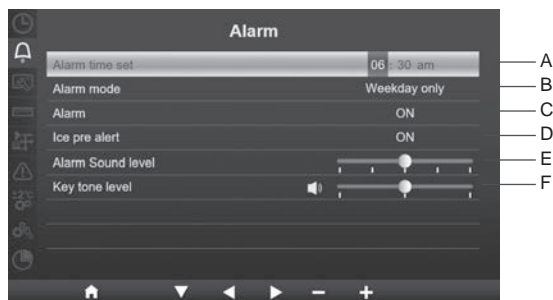 Alarm
Alarm time set 06 : 30 am A
Alarm mode Weekday only B
Alarm ON C
Ice pre alert ON D
Alarm Sound level E
Key tone level F
+2°C